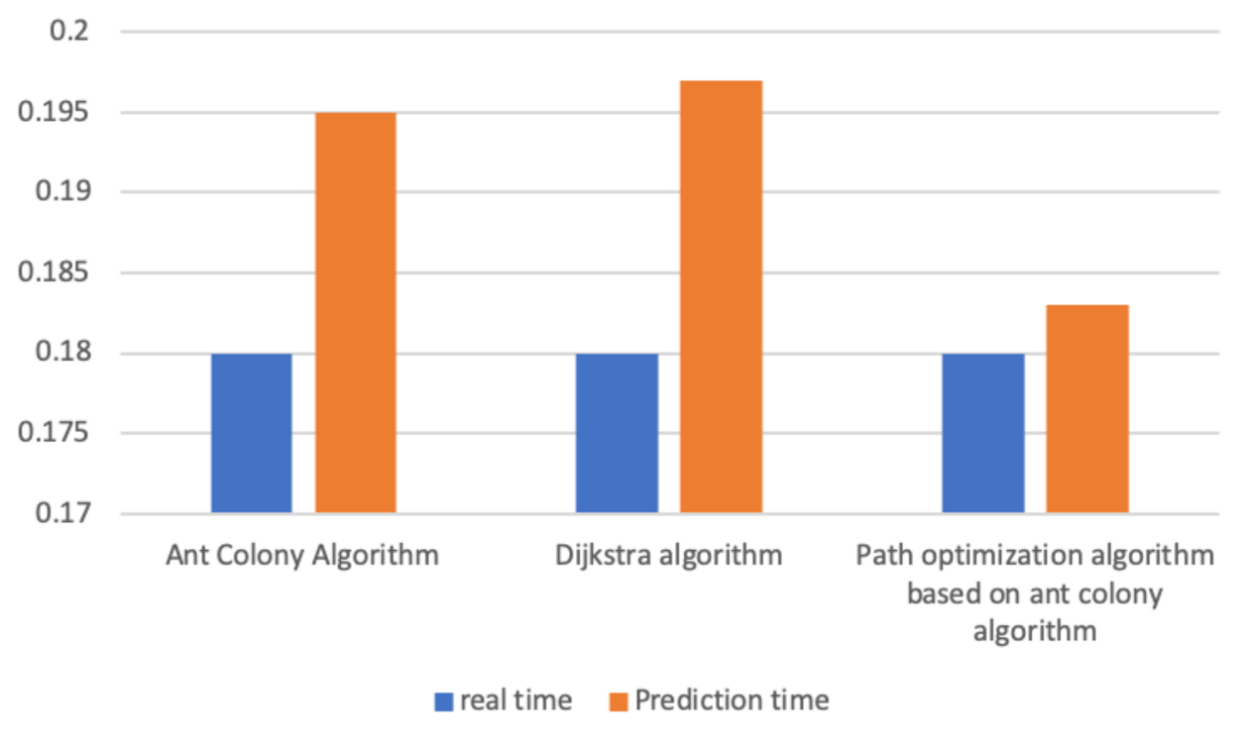 0.2
0.195
0.19
0.185
0.18
0.175
0.17
Ant Colony Algorithm
Dijkstra algorithm
Path optimization algorithm
based on ant colony
algorithm
real time
Prediction time